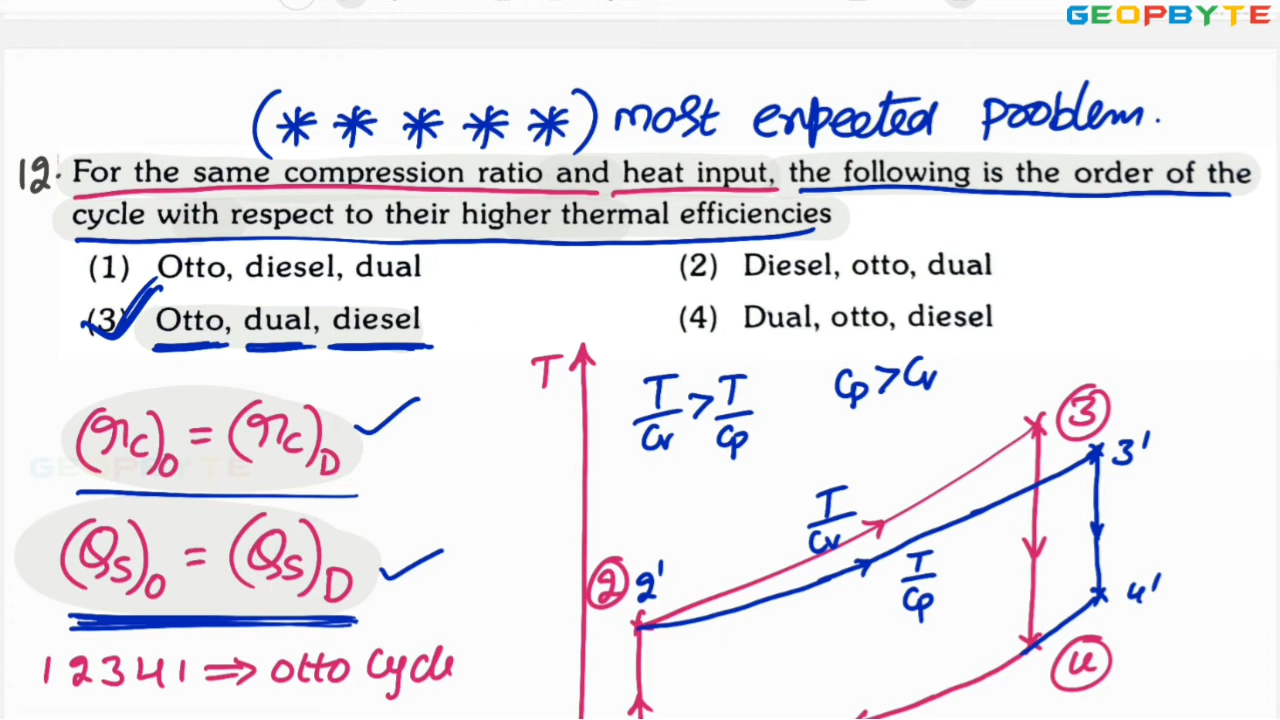 GEOPBYTE
(* * * * *) most expected problem.
12. For the same compression ratio and heat input, the following is the order of the
cycle with respect to their higher thermal efficiencies
(1) Otto, diesel, dual
(2) Diesel, otto, dual
(3) Otto, dual, diesel
(4) Dual, otto, diesel
T
T/Cv > T/Cp
Cp > Cv
(rc)O = (rc)D
GEOPBYTE
3
3'
T/Cv
T/Cp
(QS)O = (QS)D
2 2'
4'
4
1 2 3 4 1 ⇒ otto cycle